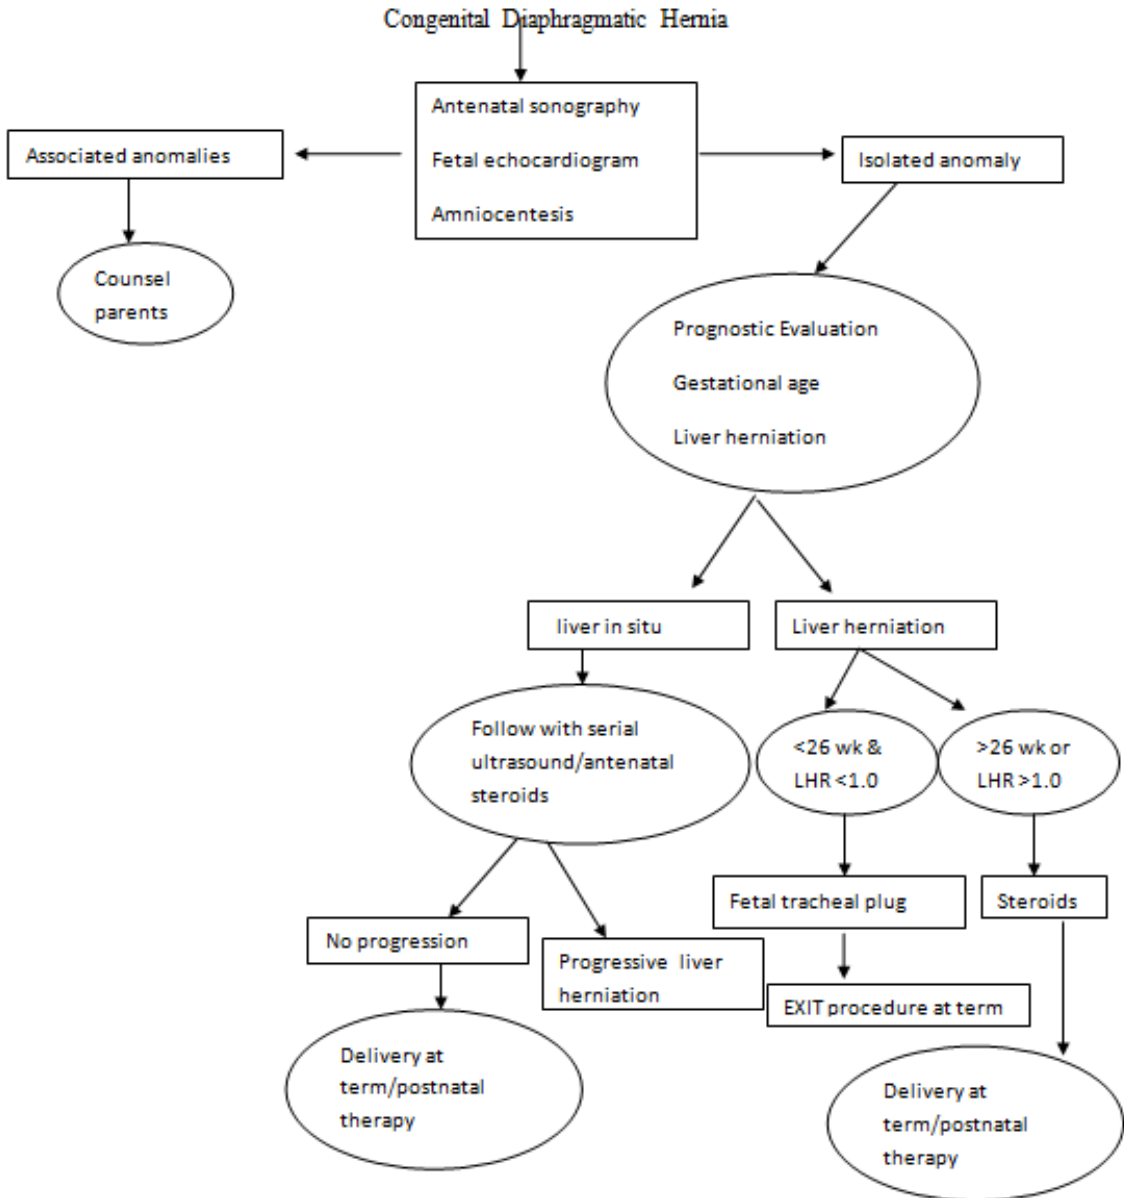 Congenital Diaphragmatic Hernia
Antenatal sonography
Fetal echocardiogram
Amniocentesis
Associated anomalies
Isolated anomaly
Counsel
parents
Prognostic Evaluation
Gestational age
Liver herniation
liver in situ
Liver herniation
Follow with serial
ultrasound/antenatal
steroids
<26 wk &
LHR <1.0
>26 wk or
LHR >1.0
No progression
Progressive liver
herniation
Fetal tracheal plug
Steroids
EXIT procedure at term
Delivery at
term/postnatal
therapy
Delivery at
term/postnatal
therapy